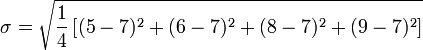 σ = √(1/4 [(5 − 7)² + (6 − 7)² + (8 − 7)² + (9 − 7)²])